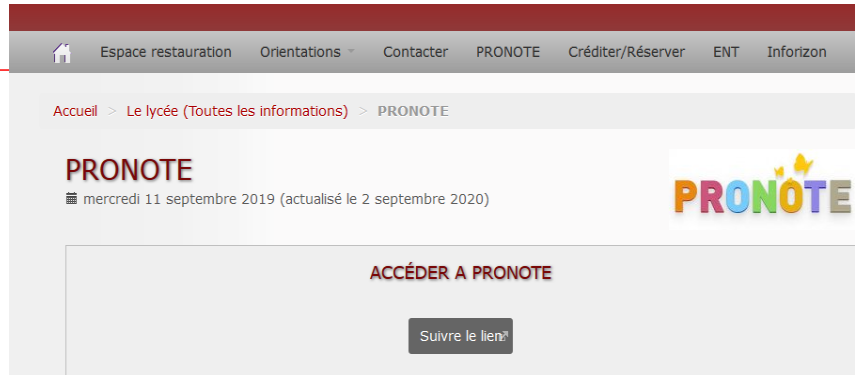 Espace restauration Orientations Contacter PRONOTE Créditer/Réserver ENT Inforizon
Accueil > Le lycée (Toutes les informations) > PRONOTE
PRONOTE
mercredi 11 septembre 2019 (actualisé le 2 septembre 2020)
PRONOTE
ACCÉDER A PRONOTE
Suivre le lien